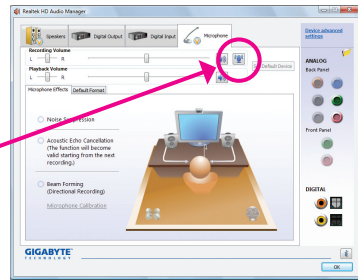 Realtek HD Audio Manager
Speakers
Digital Output
Digital Input
Microphone
Device advanced settings
Recording Volume
L R
Default Device
Playback Volume
L R
ANALOG
Back Panel
Microphone Effects Default Format
Noise
Acoustic Echo Cancellation
(The function will become
valid starting from the next
recording.)
Front Panel
Beam Forming
(Directional Recording)
Microphone Calibration
DIGITAL
GIGABYTE
TECHNOLOGY
i
OK